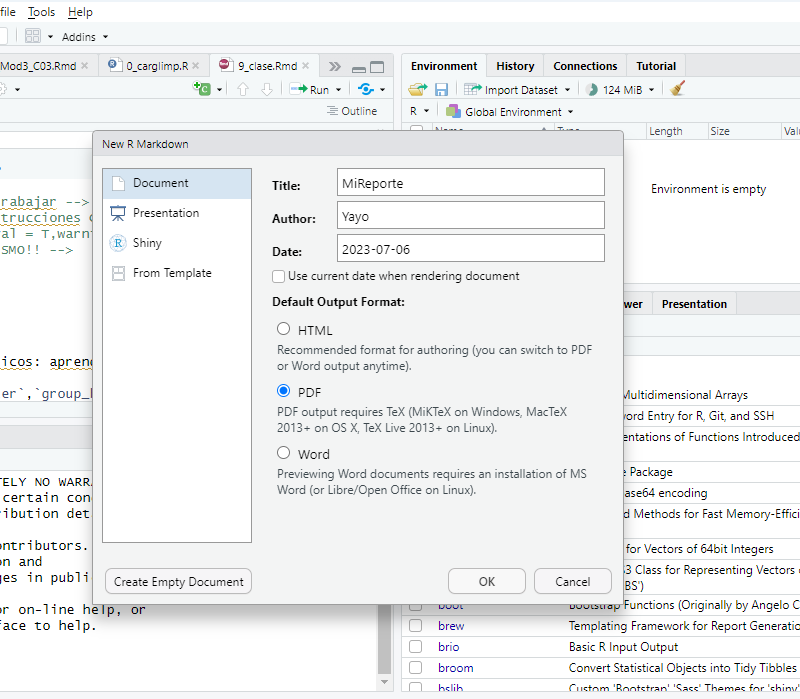 file Tools Help
Addins
Mod3_C03.Rmd 0_carglimp.R 9_clase.Rmd
Run
Outline
Environment History Connections Tutorial
Import Dataset 124 MiB
R Global Environment
Name Type Length Size
Environment is empty
New R Markdown
Document
Presentation
Shiny
From Template
Title: MiReporte
Author: Yayo
Date: 2023-07-06
Use current date when rendering document
Default Output Format:
HTML
Recommended format for authoring (you can switch to PDF
or Word output anytime).
PDF
PDF output requires TeX (MiKTeX on Windows, MacTeX
2013+ on OS X, TeX Live 2013+ on Linux).
Word
Previewing Word documents requires an installation of MS
Word (or Libre/Open Office on Linux).
Create Empty Document OK Cancel
rabajar -->
trucciones
al = T,warn
SMO!! -->
icos: apren
er`,`group_
TELY NO WARR
certain con
ribution det
ontributors.
on and
ges in publi
or on-line help, or
face to help.
wer Presentation
Multidimensional Arrays
word Entry for R, Git, and SSH
entations of Functions Introduced
e Package
ase64 encoding
d Methods for Fast Memory-Effici
for Vectors of 64bit Integers
S3 Class for Representing Vectors
BS')
boot Bootstrap Functions (Originally by Angelo C
brew Templating Framework for Report Generatio
brio Basic R Input Output
broom Convert Statistical Objects into Tidy Tibbles
bslib Custom 'Bootstrap' 'Sass' Themes for 'shiny'